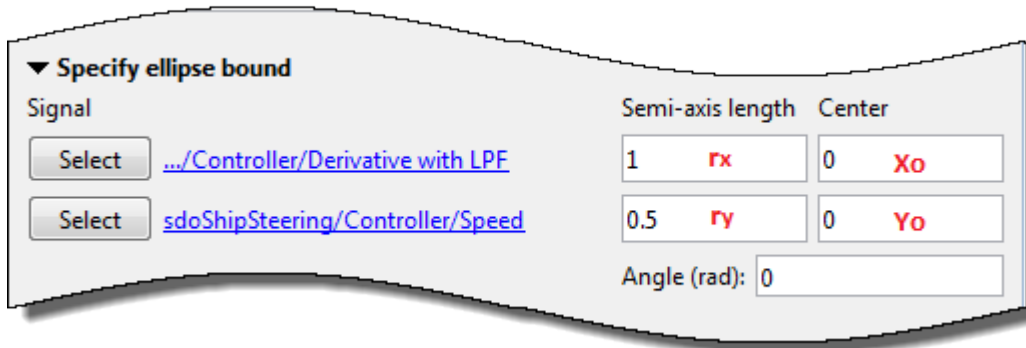 Specify ellipse bound
Signal Semi-axis length Center
Select .../Controller/Derivative with LPF 1 rx 0 Xo
Select sdoShipSteering/Controller/Speed 0.5 ry 0 Yo
Angle (rad): 0